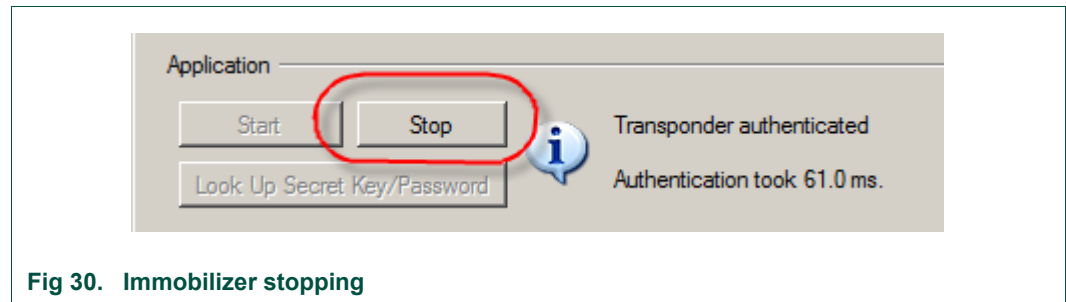 Application
Start
Stop
Transponder authenticated
Look Up Secret Key/Password
Authentication took 61.0 ms.
Fig 30. Immobilizer stopping